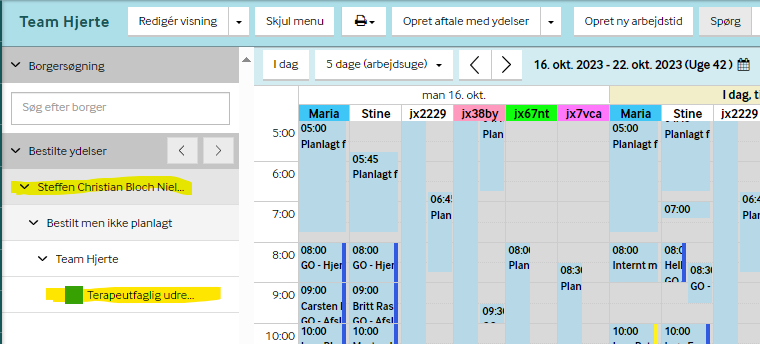 Team Hjerte
Redigér visning
Skjul menu
Opret aftale med ydelser
Opret ny arbejdstid
Spørg
Borgersøgning
Søg efter borger
Bestilte ydelser
Steffen Christian Bloch Niel...
Bestilt men ikke planlagt
Team Hjerte
Terapeutfaglig udre...
I dag
5 dage (arbejdsuge)
16. okt. 2023 - 22. okt. 2023 (Uge 42 )
man 16. okt.
I dag, ti
Maria Stine jx2229 jx38by jx67nt jx7vca Maria Stine jx2229
5:00
05:00
Planlagt f
Plan
05:00
Planlagt f
05:45
Planlagt f
Planlagt f
6:00
06:45
Plan
06:4
Plan
7:00
07:00
8:00
08:00
GO - Hjer
08:00
GO - Hjer
08:00
Plan
08:30
Plan
08:00
Internt m
08:00
Hell
GO -
08:30
GO -
9:00
09:00
Carsten
GO - Afsl
09:00
Britt Ras
GO - Afsl
09:30
10:00
10:00
10:00
10:00
10:00